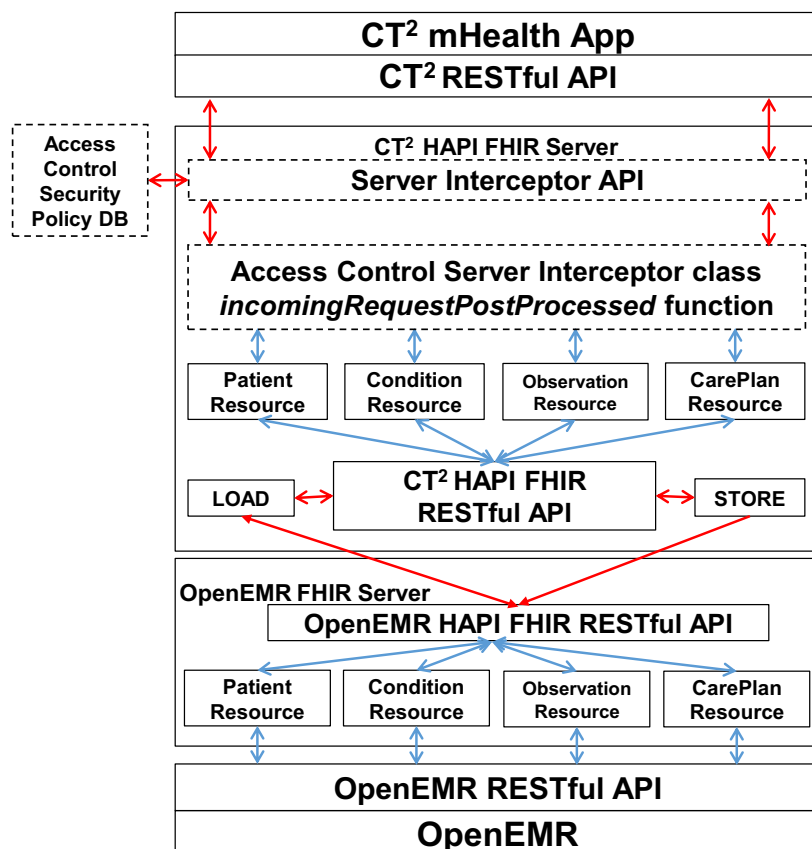 CT² mHealth App
CT² RESTful API
Access
Control
Security
Policy DB
CT² HAPI FHIR Server
Server Interceptor API
Access Control Server Interceptor class
incomingRequestPostProcessed function
Patient
Resource
Condition
Resource
Observation
Resource
CarePlan
Resource
LOAD
CT² HAPI FHIR
RESTful API
STORE
OpenEMR FHIR Server
OpenEMR HAPI FHIR RESTful API
Patient
Resource
Condition
Resource
Observation
Resource
CarePlan
Resource
OpenEMR RESTful API
OpenEMR